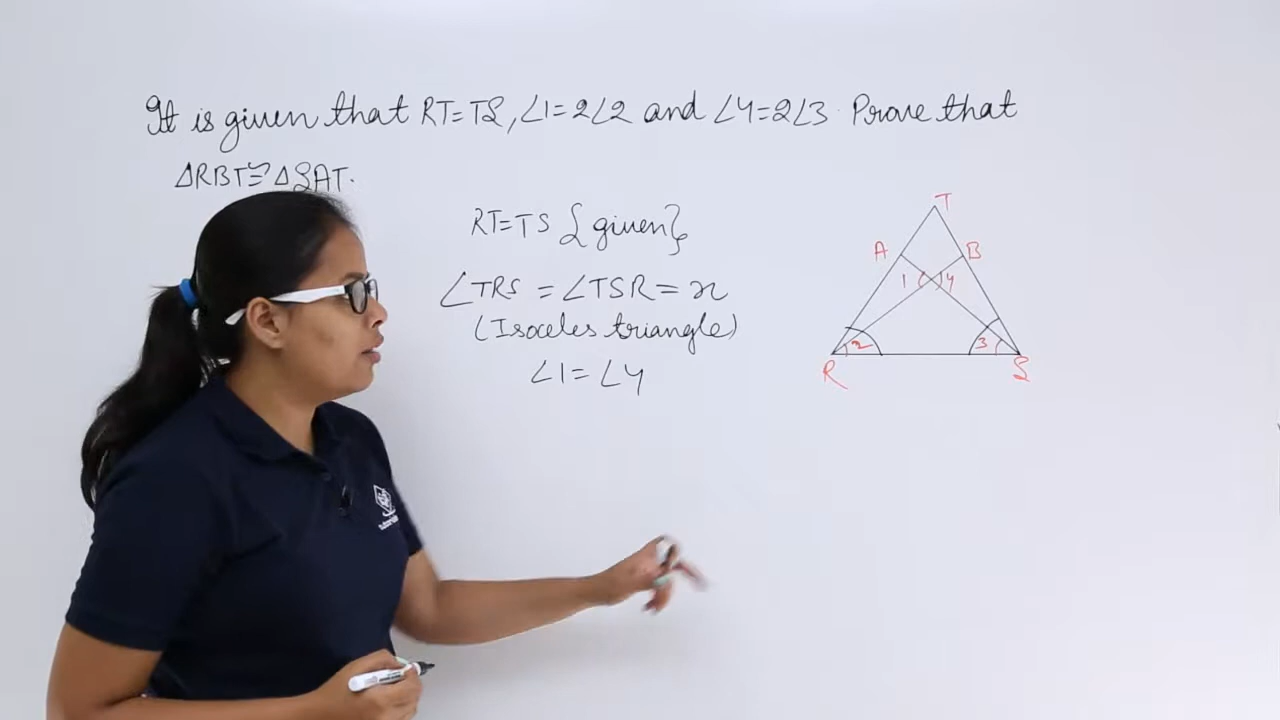 It is given that RT=TS, ∠1=2∠2 and ∠4=2∠3. Prove that
ΔRBT≅ΔSAT.
RT=TS {given}
∠TRS = ∠TSR = x
(Isoceles triangle)
∠1=∠4
T
A
B
1
4
2
3
R
S